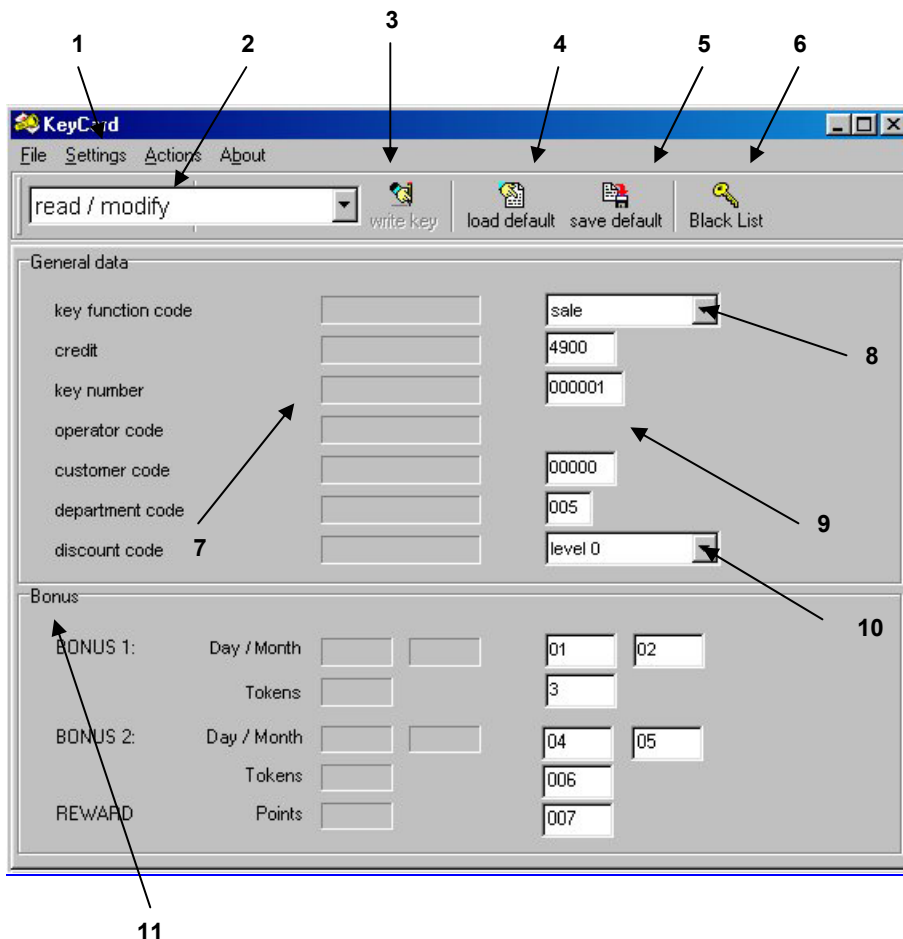 3
1 2 4 5 6
KeyCard
File Settings Actions About
read / modify write key load default save default Black List
General data
key function code sale
8
credit 4900
key number 000001
operator code
customer code 00000
9
department code 005
7
discount code level 0
Bonus
10
BONUS 1: Day / Month 01 02
Tokens 3
BONUS 2: Day / Month 04 05
Tokens 006
REWARD Points 007
11